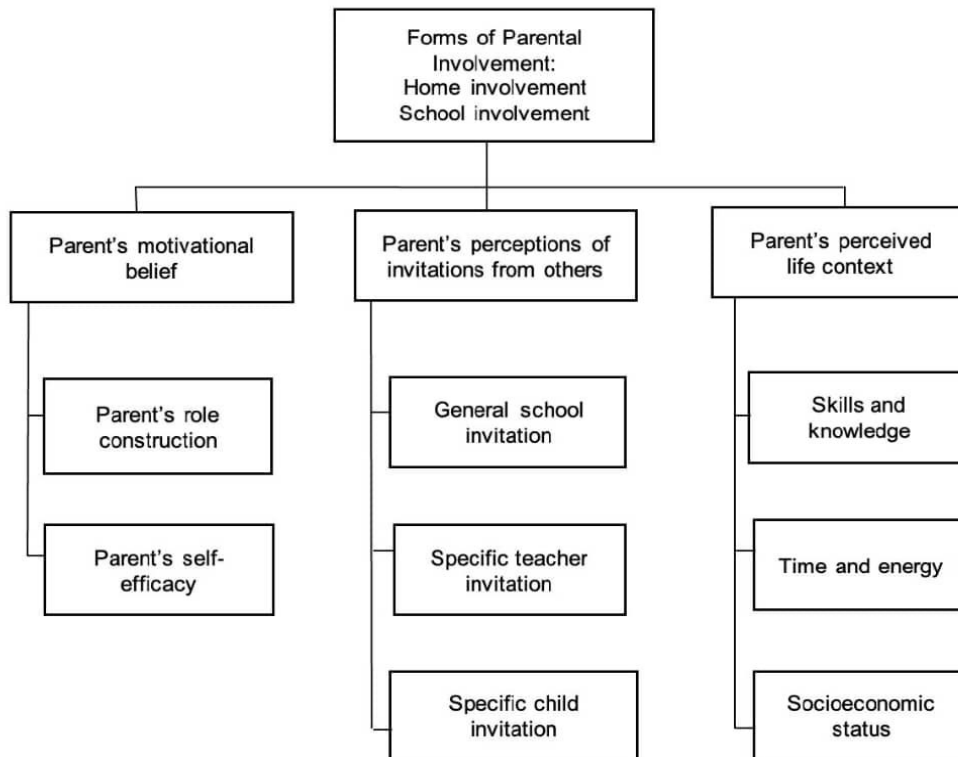 Forms of Parental
Involvement:
Home involvement
School involvement
Parent's motivational
belief
Parent's perceptions of
invitations from others
Parent's perceived
life context
Parent's role
construction
General school
invitation
Skills and
knowledge
Parent's self-
efficacy
Specific teacher
invitation
Time and energy
Specific child
invitation
Socioeconomic
status